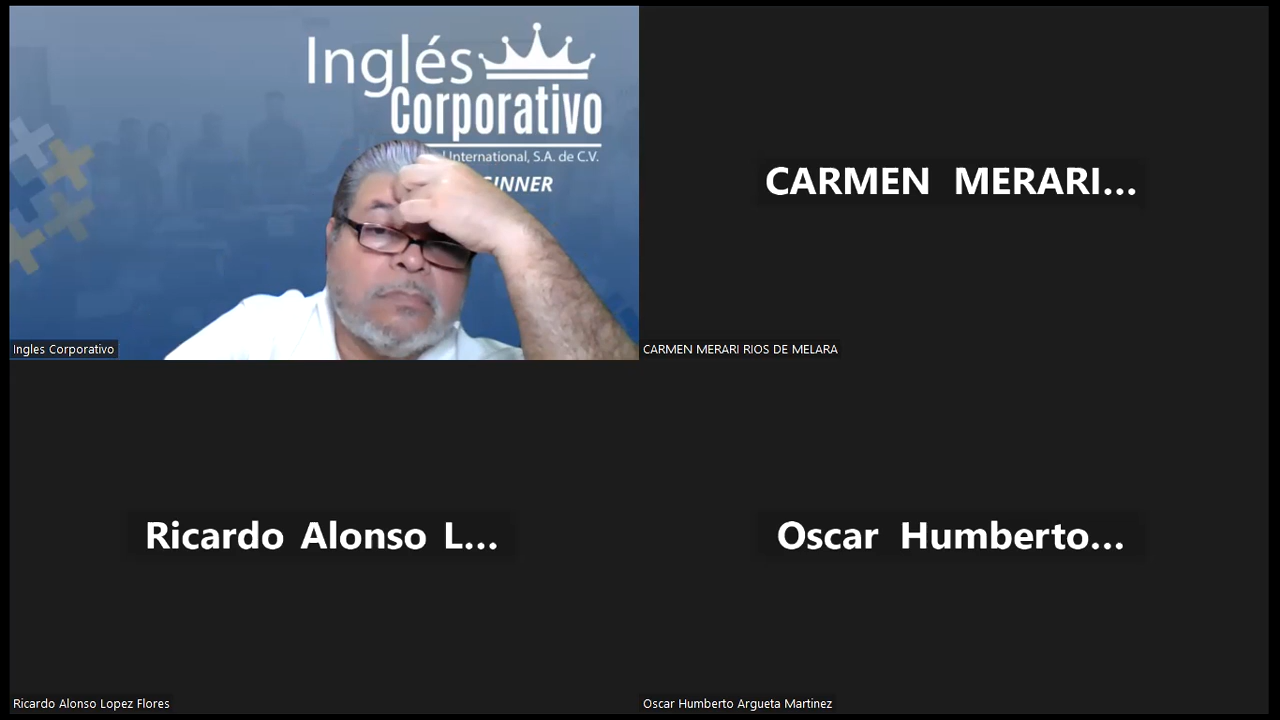 Inglés
Corporativo
International, S.A. de C.V.
Ingles Corporativo
CARMEN MERARI...
CARMEN MERARI RIOS DE MELARA
Ricardo Alonso L...
Ricardo Alonso Lopez Flores
Oscar Humberto...
Oscar Humberto Argueta Martinez